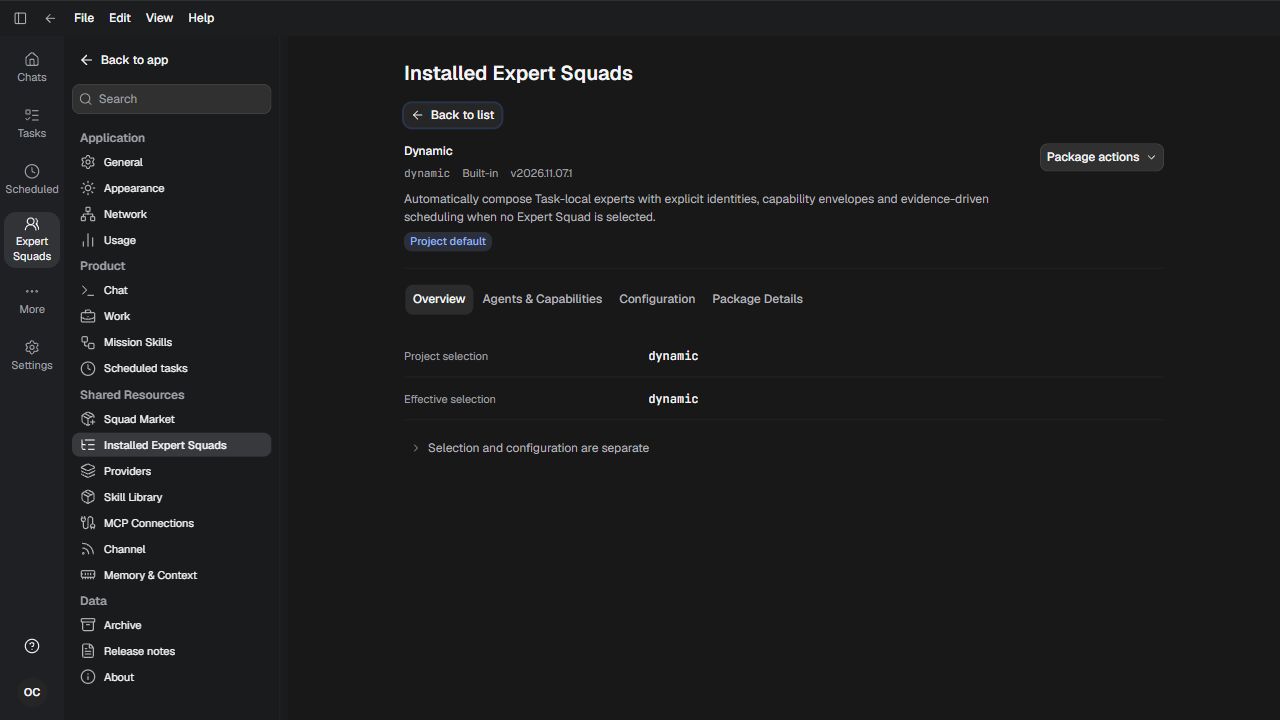 File Edit View Help
Chats
Tasks
Scheduled
Expert
Squads
More
Settings
OC
Back to app
Search
Application
General
Appearance
Network
Usage
Product
Chat
Work
Mission Skills
Scheduled tasks
Shared Resources
Squad Market
Installed Expert Squads
Providers
Skill Library
MCP Connections
Channel
Memory & Context
Data
Archive
Release notes
About
Installed Expert Squads
Back to list
Dynamic
Package actions
dynamic Built-in v2026.11.07.1
Automatically compose Task-local experts with explicit identities, capability envelopes and evidence-driven
scheduling when no Expert Squad is selected.
Project default
Overview Agents & Capabilities Configuration Package Details
Project selection dynamic
Effective selection dynamic
Selection and configuration are separate